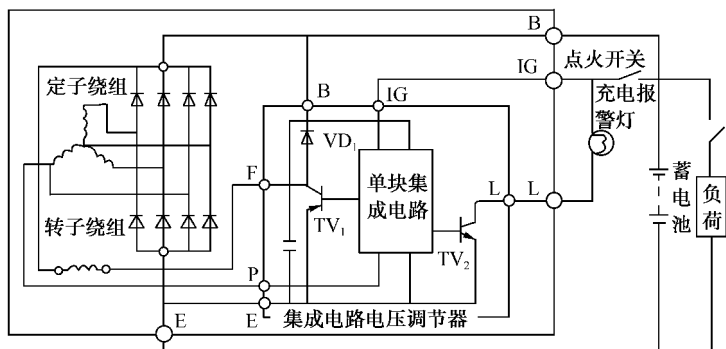 B
点火开关
IG
充电报
警灯
定子绕组
B
IG
VD1
F
单块集
成电路
L
L
蓄电池
负荷
转子绕组
TV1
TV2
P
E
E
集成电路电压调节器